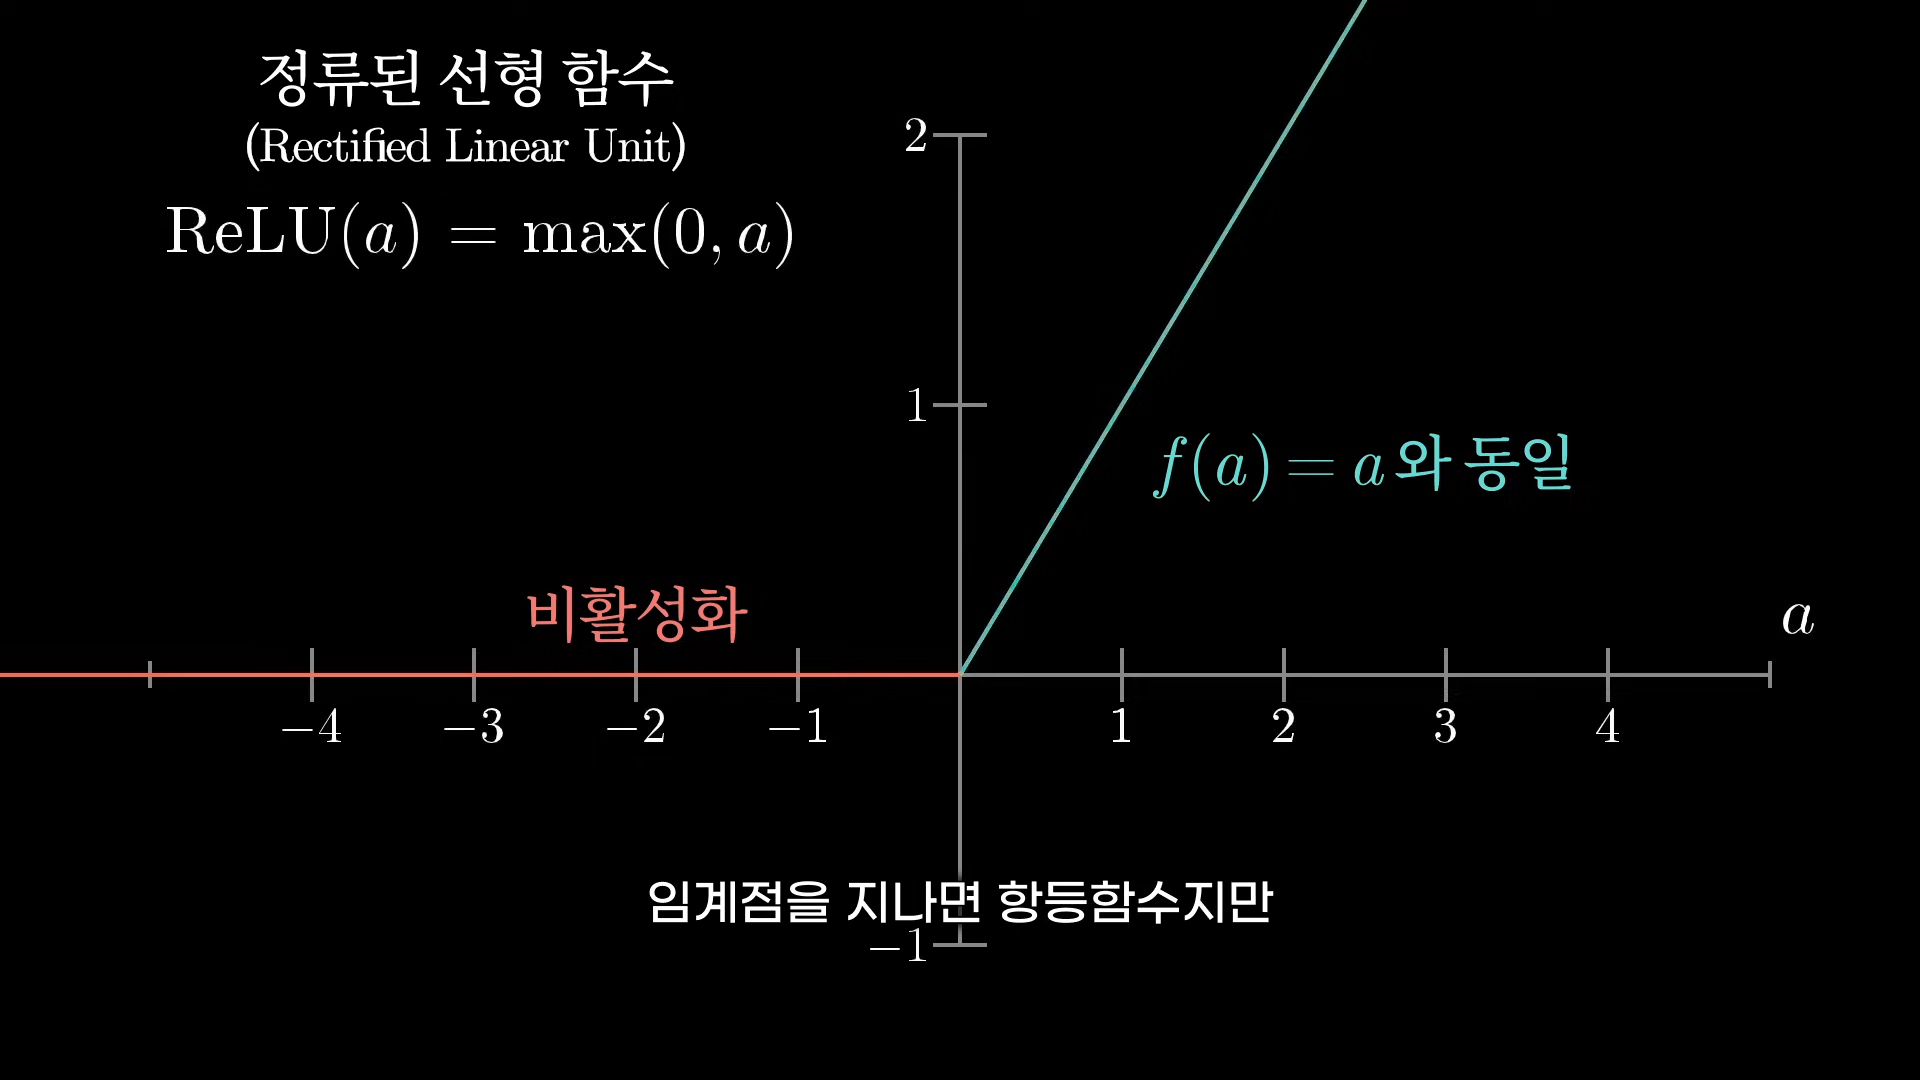 정류된 선형 함수
(Rectified Linear Unit)
ReLU(a) = max(0, a)
2
1
f(a) = a와 동일
비활성화
a
−4 −3 −2 −1 1 2 3 4
임계점을 지나면 항등함수지만
−1